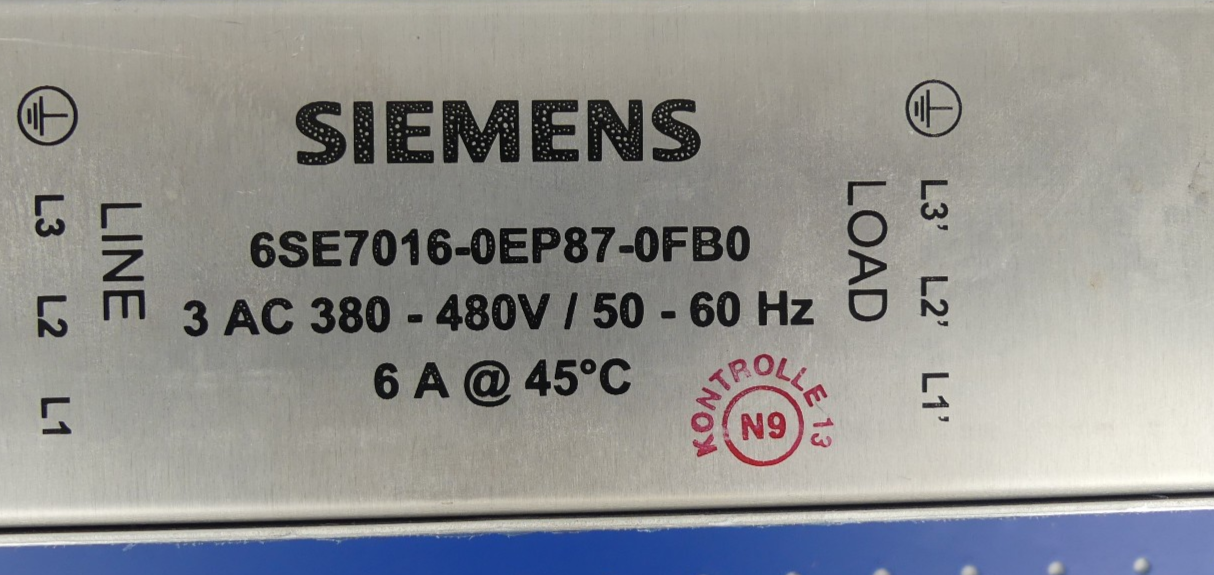 SIEMENS
6SE7016-0EP87-0FB0
3 AC 380 - 480V / 50 - 60 Hz
6 A @ 45°C
LINE
L3 L2 L1
LOAD
L3' L2' L1'
KONTROLLE 13
N9